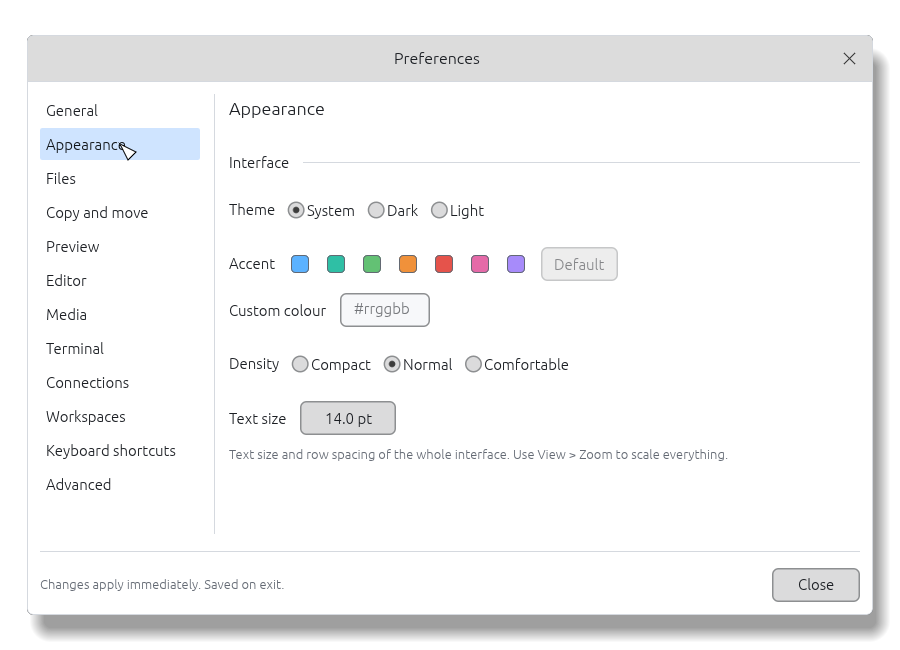 Preferences
General
Appearance
Files
Copy and move
Preview
Editor
Media
Terminal
Connections
Workspaces
Keyboard shortcuts
Advanced
Appearance
Interface
Theme System Dark Light
Accent Default
Custom colour #rrggbb
Density Compact Normal Comfortable
Text size 14.0 pt
Text size and row spacing of the whole interface. Use View > Zoom to scale everything.
Changes apply immediately. Saved on exit.
Close